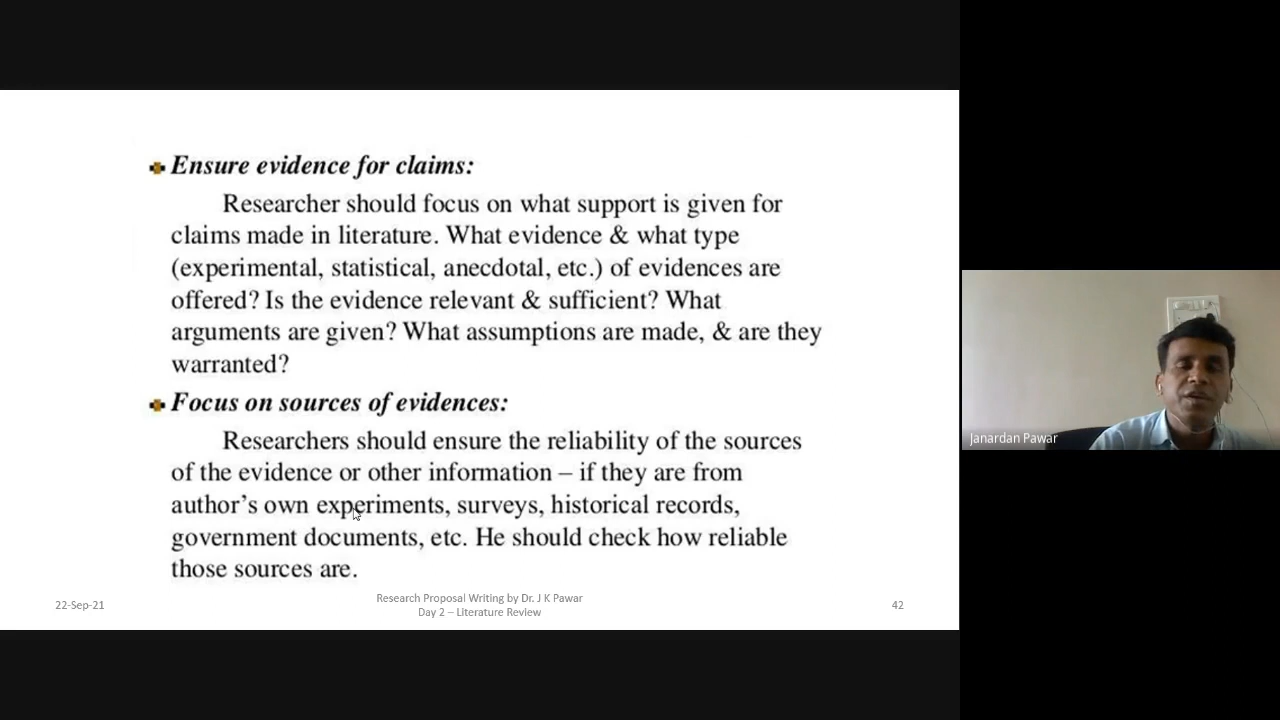 Ensure evidence for claims:
Researcher should focus on what support is given for
claims made in literature. What evidence & what type
(experimental, statistical, anecdotal, etc.) of evidences are
offered? Is the evidence relevant & sufficient? What
arguments are given? What assumptions are made, & are they
warranted?
Focus on sources of evidences:
Researchers should ensure the reliability of the sources
of the evidence or other information – if they are from
author’s own experiments, surveys, historical records,
government documents, etc. He should check how reliable
those sources are.
22-Sep-21
Research Proposal Writing by Dr. J K Pawar
Day 2 – Literature Review
42
Janardan Pawar